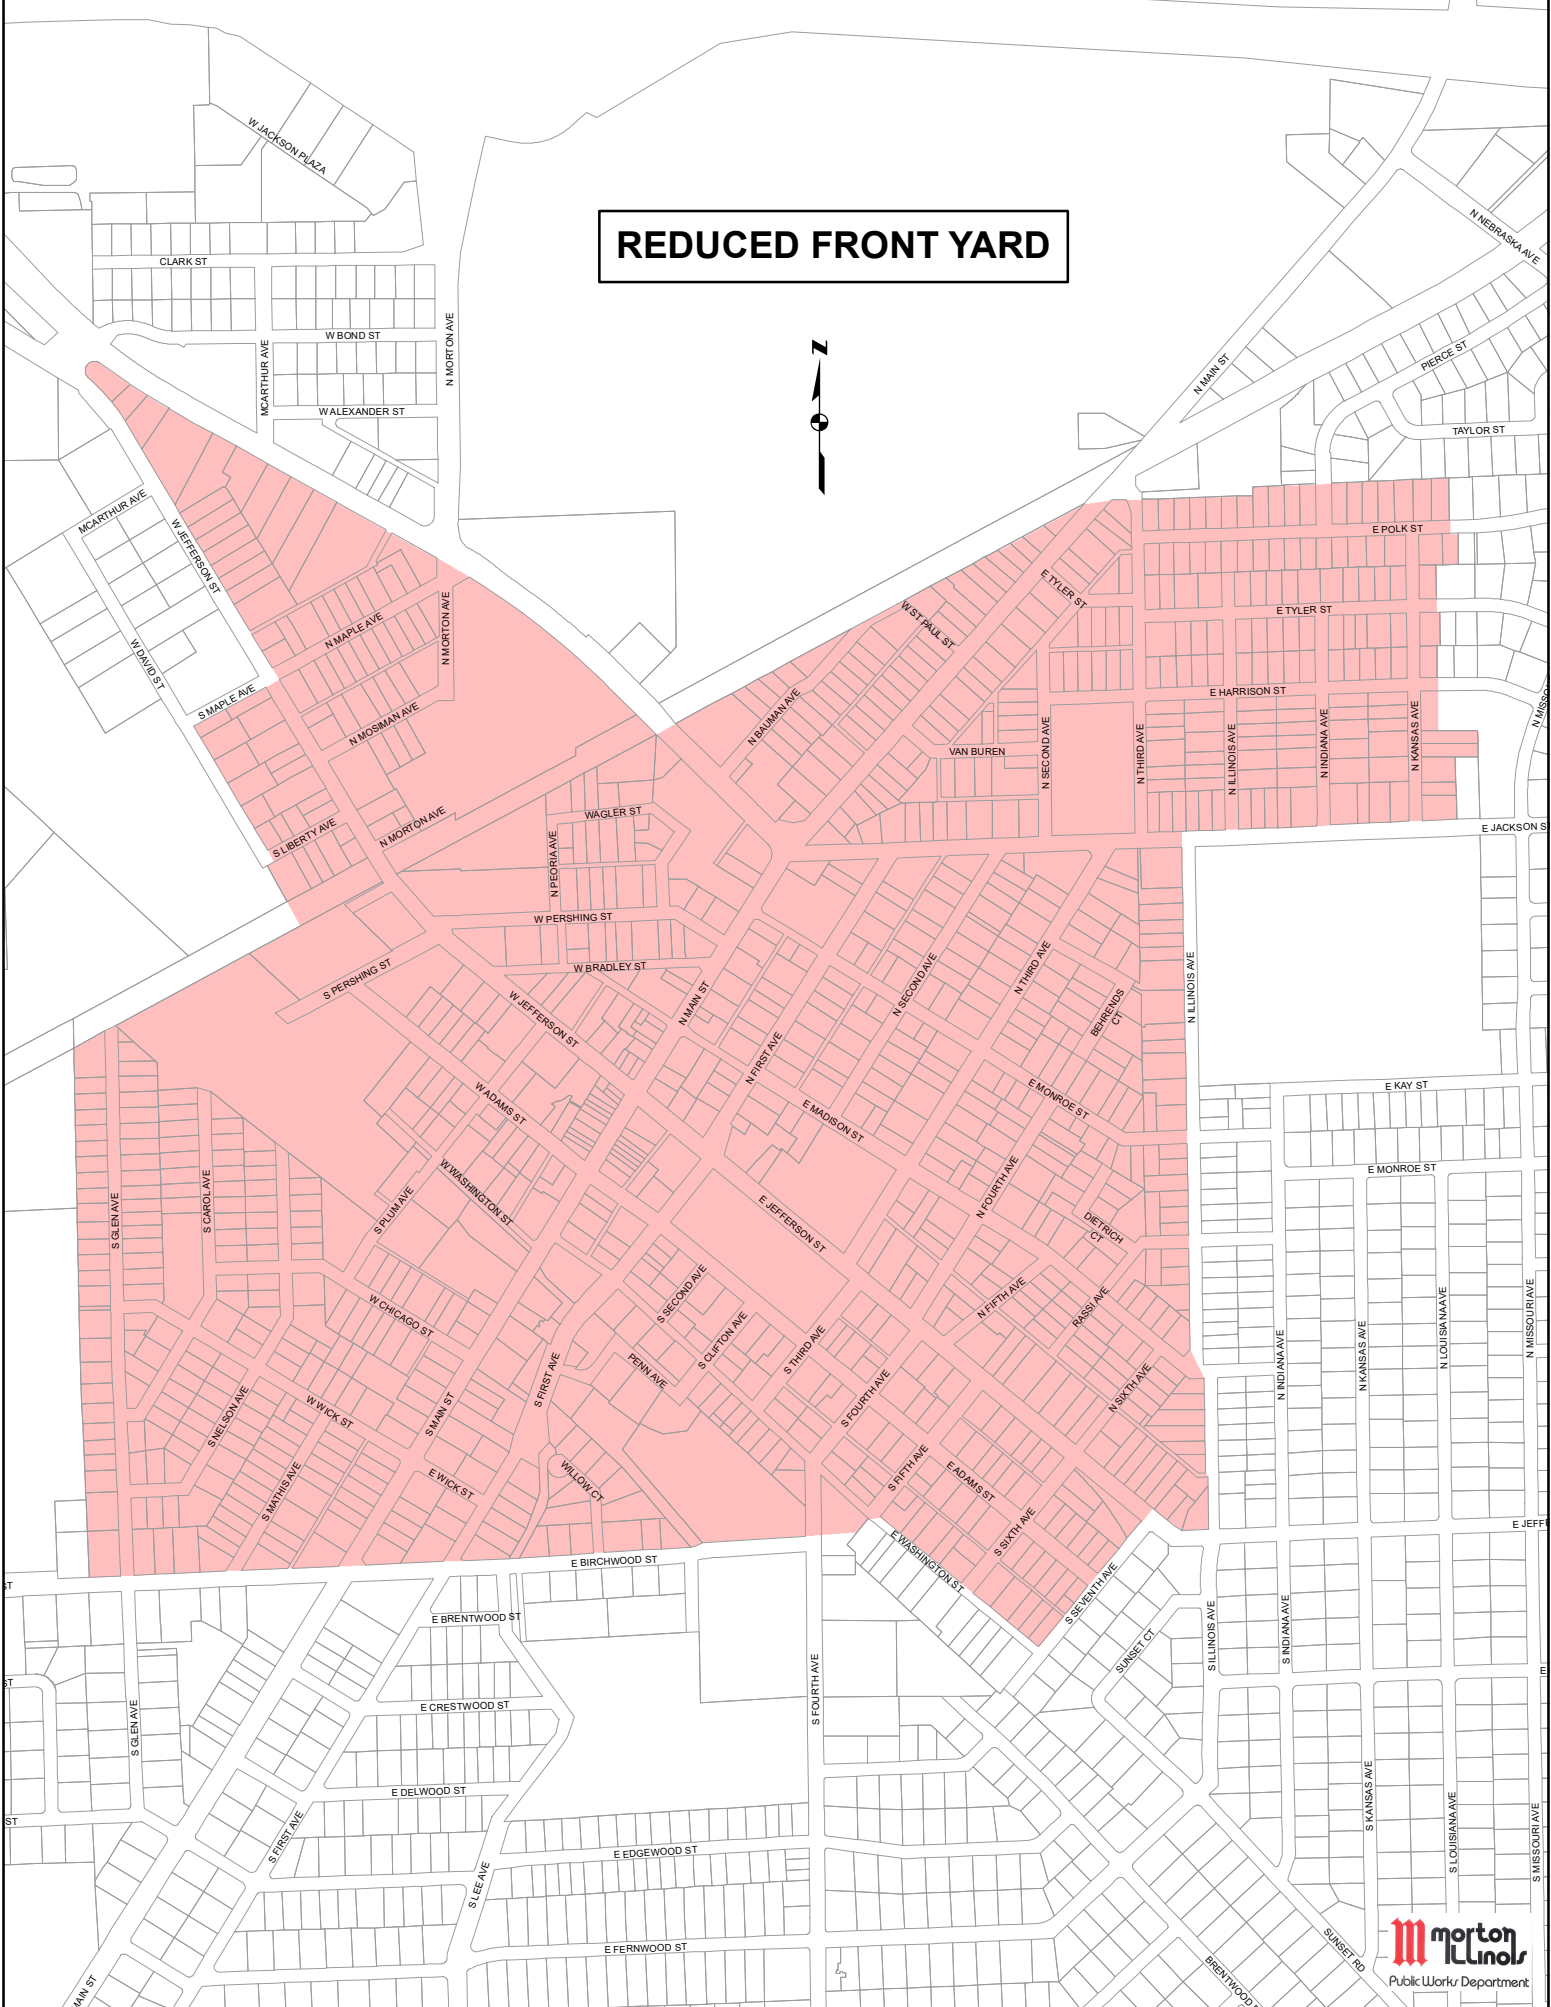 W JACKSON PLAZA
N NEBRASKA AVE
REDUCED FRONT YARD
CLARK ST
W BOND ST
N MORTON AVE
MCARTHUR AVE
N
PIERCE ST
N MAIN ST
W ALEXANDER ST
TAYLOR ST
MCARTHUR AVE
E POLK ST
W JEFFERSON ST
E TYLER ST
W ST PAUL ST
E TYLER ST
N MAPLE AVE
N MORTON AVE
W DAVID ST
E HARRISON ST
S MAPLE AVE
N BAUMAN AVE
N MOSIMAN AVE
VAN BUREN
N SECOND AVE
N THIRD AVE
N ILLINOIS AVE
N INDIANA AVE
N KANSAS AVE
WAGLER ST
N MORTON AVE
S LIBERTY AVE
E JACKSON S
N PEORIA AVE
W PERSHING ST
W BRADLEY ST
S PERSHING ST
N SECOND AVE
N THIRD AVE
N ILLINOIS AVE
N MAIN ST
W JEFFERSON ST
BEHRENDS
CT
N FIRST AVE
E KAY ST
W ADAMS ST
E MONROE ST
E MADISON ST
E MONROE ST
W WASHINGTON ST
N FOURTH AVE
S CAROL AVE
S GLEN AVE
S PLUM AVE
E JEFFERSON ST
DIETRICH
CT
S SECOND AVE
N FIFTH AVE
RASSI AVE
W CHICAGO ST
S CLIFTON AVE
S THIRD AVE
N LOUISIANA AVE
N MISSOURI AVE
N KANSAS AVE
N INDIANA AVE
PENN AVE
S FIRST AVE
S FOURTH AVE
N SIXTH AVE
S NELSON AVE
W WICK ST
S MAIN ST
S MATHIS AVE
E WICK ST
WILLOW CT
S FIFTH AVE
E ADAMS ST
S SIXTH AVE
E JEFF
E WASHINGTON ST
E BIRCHWOOD ST
ST
S SEVENTH AVE
E BRENTWOOD ST
S ILLINOIS AVE
S INDIANA AVE
SUNSET CT
ST
E
S FOURTH AVE
S GLEN AVE
E CRESTWOOD ST
E DELWOOD ST
ST
S FIRST AVE
S KANSAS AVE
S LOUISIANA AVE
S MISSOURI AVE
E EDGEWOOD ST
S LEE AVE
E FERNWOOD ST
SUNSET RD
BRENTWOOD
AIN ST
morton
ILLinois
Public Works Department